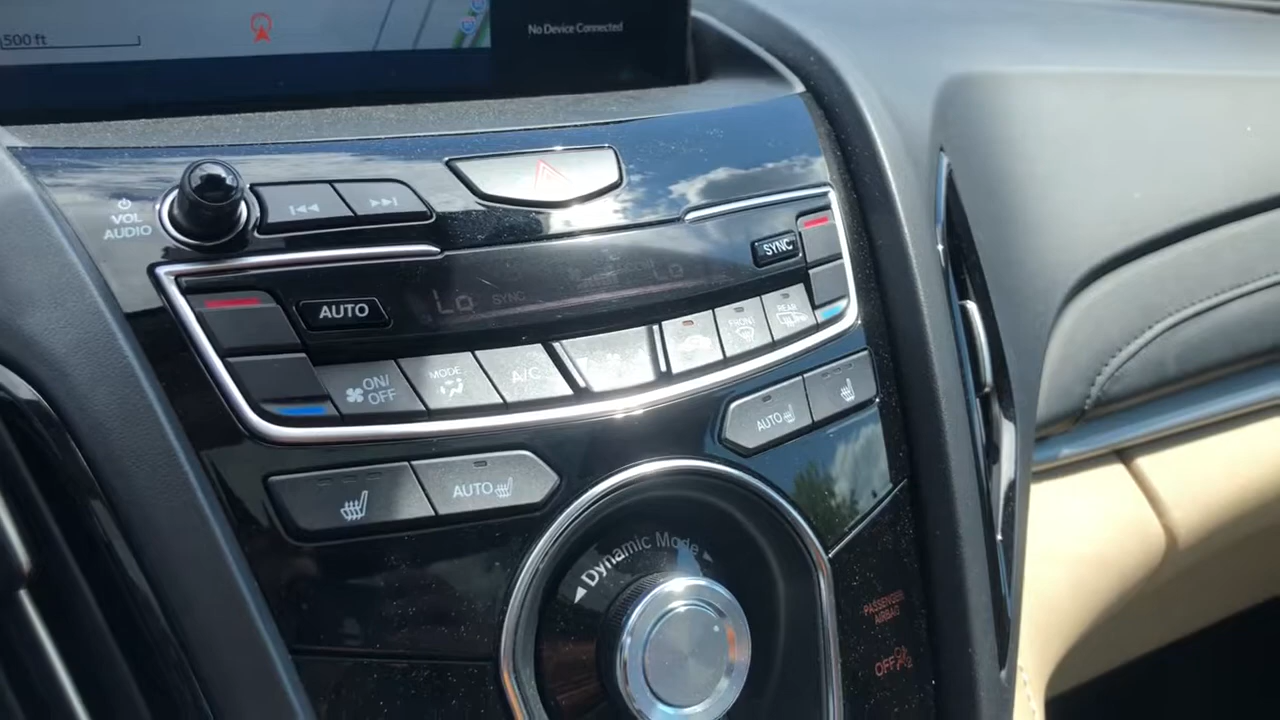 500 ft
No Device Connected
VOL
AUDIO
SYNC
AUTO
Lo
SYNC
Lo
ON/
OFF
MODE
A/C
FRONT
REAR
AUTO
AUTO
Dynamic Mode
PASSENGER
AIRBAG
OFF